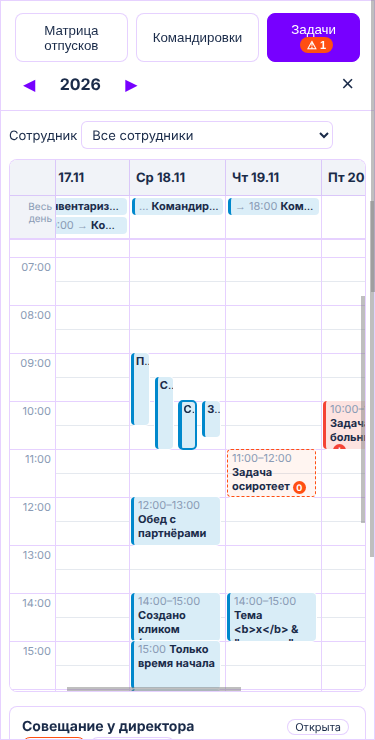 Матрица
отпусков
Командировки
Задачи
⚠ 1
◀ 2026 ▶ ×
Сотрудник Все сотрудники
17.11 Ср 18.11 Чт 19.11 Пт 20
Весь
день
нвентариз…
:00 → Ко…
… Командир…
→ 18:00 Ком…
07:00
08:00
09:00
П…
С…
10:00
С…
З…
10:00–
Задача
больн
11:00
11:00–12:00
Задача
осиротеет 0
12:00
12:00–13:00
Обед с
партнёрами
13:00
14:00
14:00–15:00
Создано
кликом
14:00–15:00
Тема
<b>x</b> &
15:00
15:00 Только
время начала
Совещание у директора
Открыта